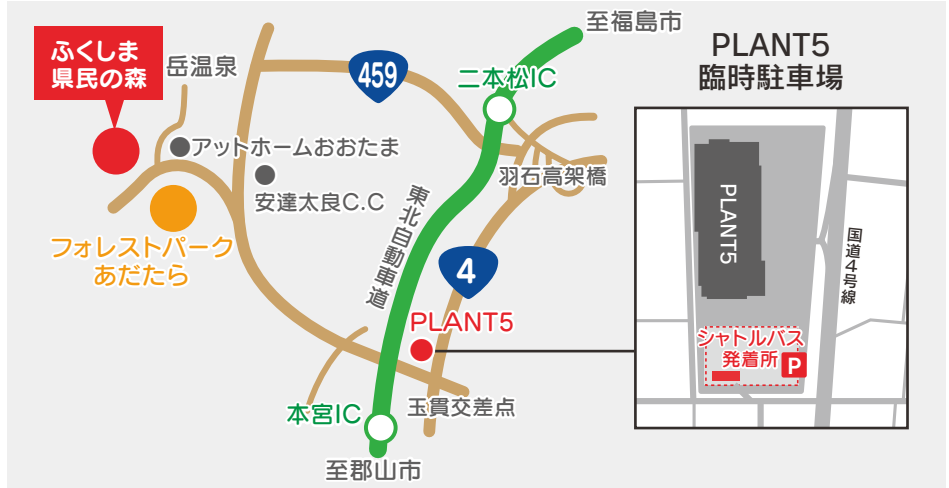 ふくしま
県民の森
岳温泉
459
至福島市
二本松IC
アットホームおおたま
安達太良C.C
羽石高架橋
フォレストパーク
あだたら
東北自動車道
4
PLANT5
本宮IC
玉貫交差点
至郡山市
PLANT5
臨時駐車場
PLANT5
国道4号線
シャトルバス
発着所
P